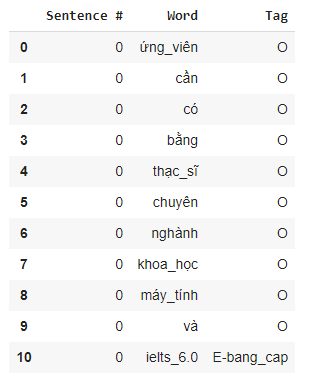 Sentence # Word Tag
0 0 ứng_viên O
1 0 cần O
2 0 có O
3 0 bằng O
4 0 thạc_sĩ O
5 0 chuyên O
6 0 nghành O
7 0 khoa_học O
8 0 máy_tính O
9 0 và O
10 0 ielts_6.0 E-bang_cap